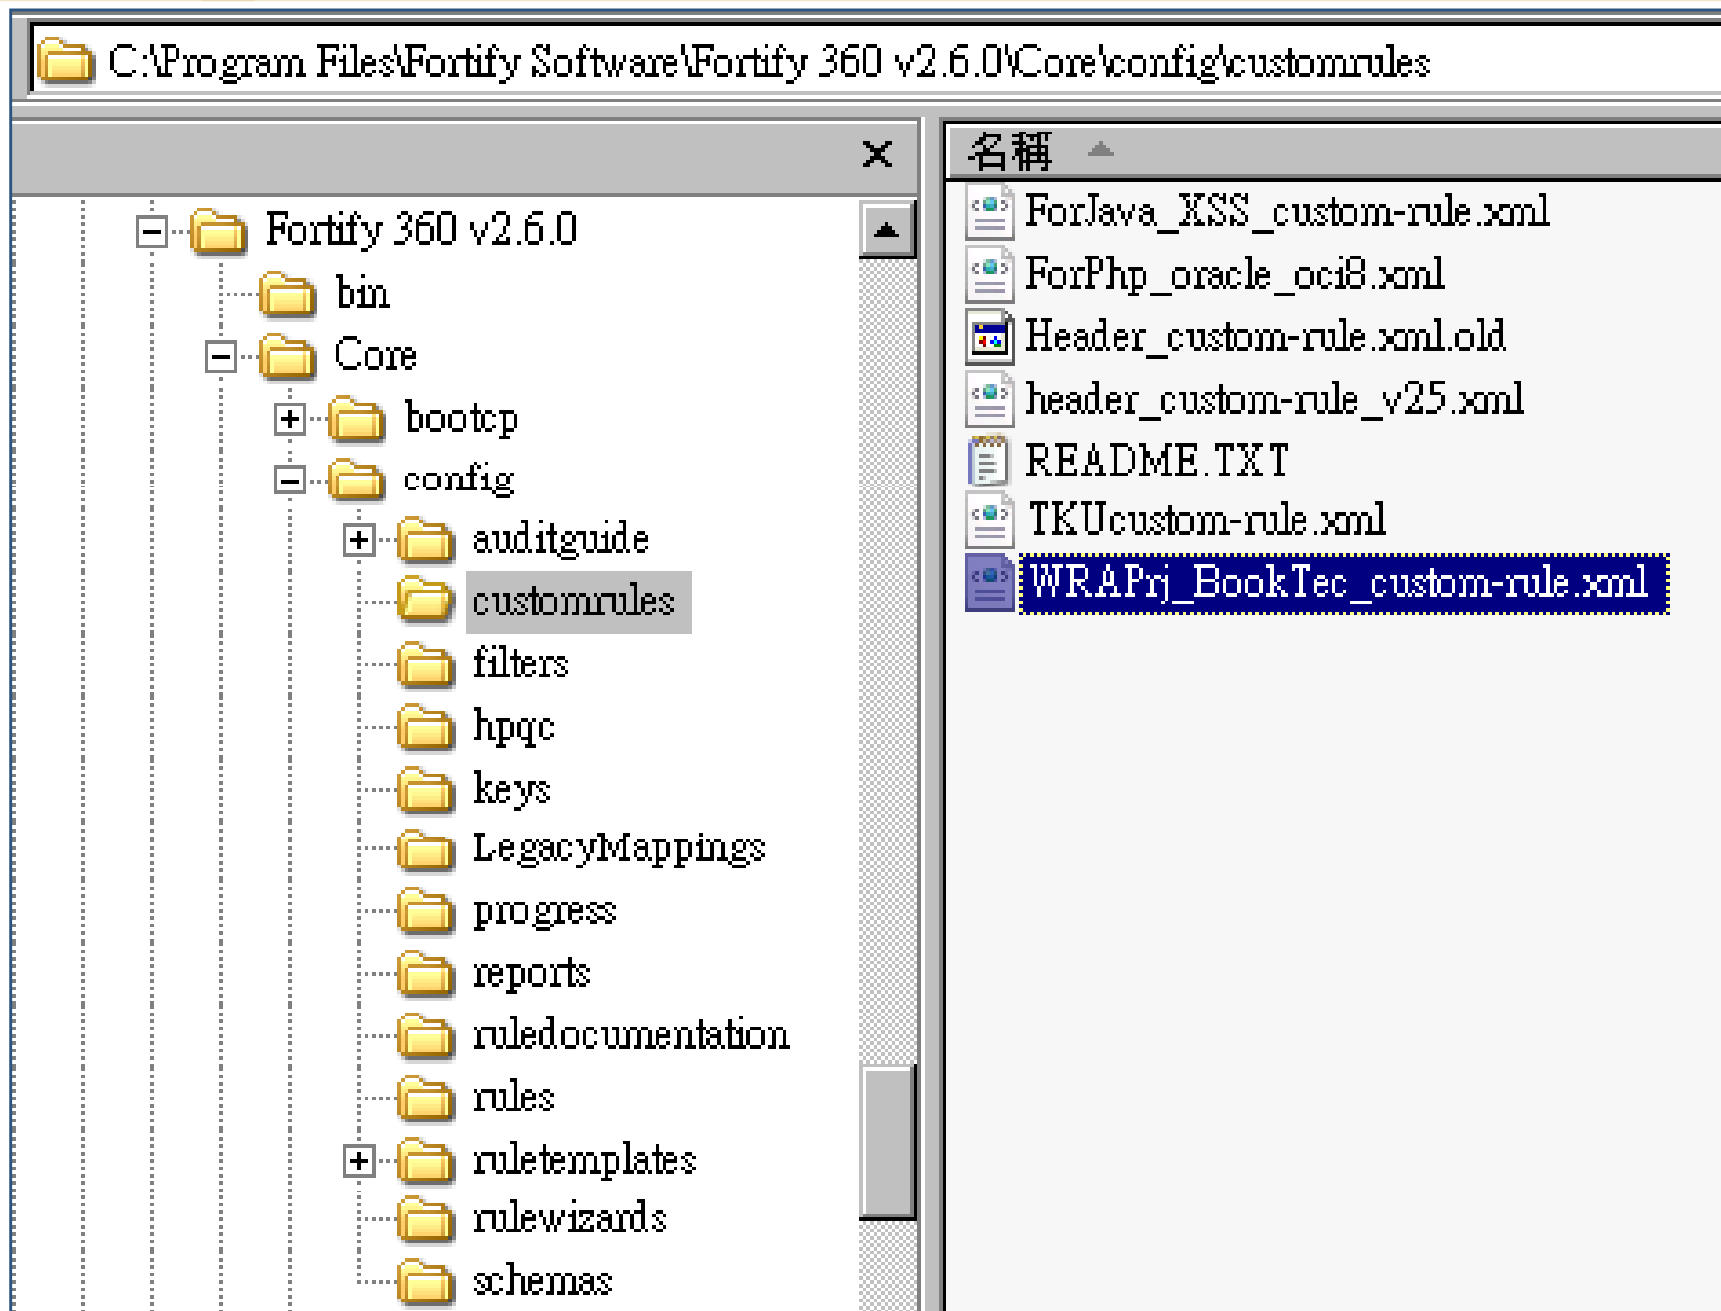 C:\Program Files\Fortify Software\Fortify 360 v2.6.0\Core\config\customrules
Fortify 360 v2.6.0
bin
Core
bootcp
config
auditguide
customrules
filters
hpqc
keys
LegacyMappings
progress
reports
ruledocumentation
rules
ruletemplates
rulewizards
schemas
名稱
ForJava_XSS_custom-rule.xml
ForPhp_oracle_oci8.xml
Header_custom-rule.xml.old
header_custom-rule_v25.xml
README.TXT
TKUcustom-rule.xml
WRAPrj_BookTec_custom-rule.xml